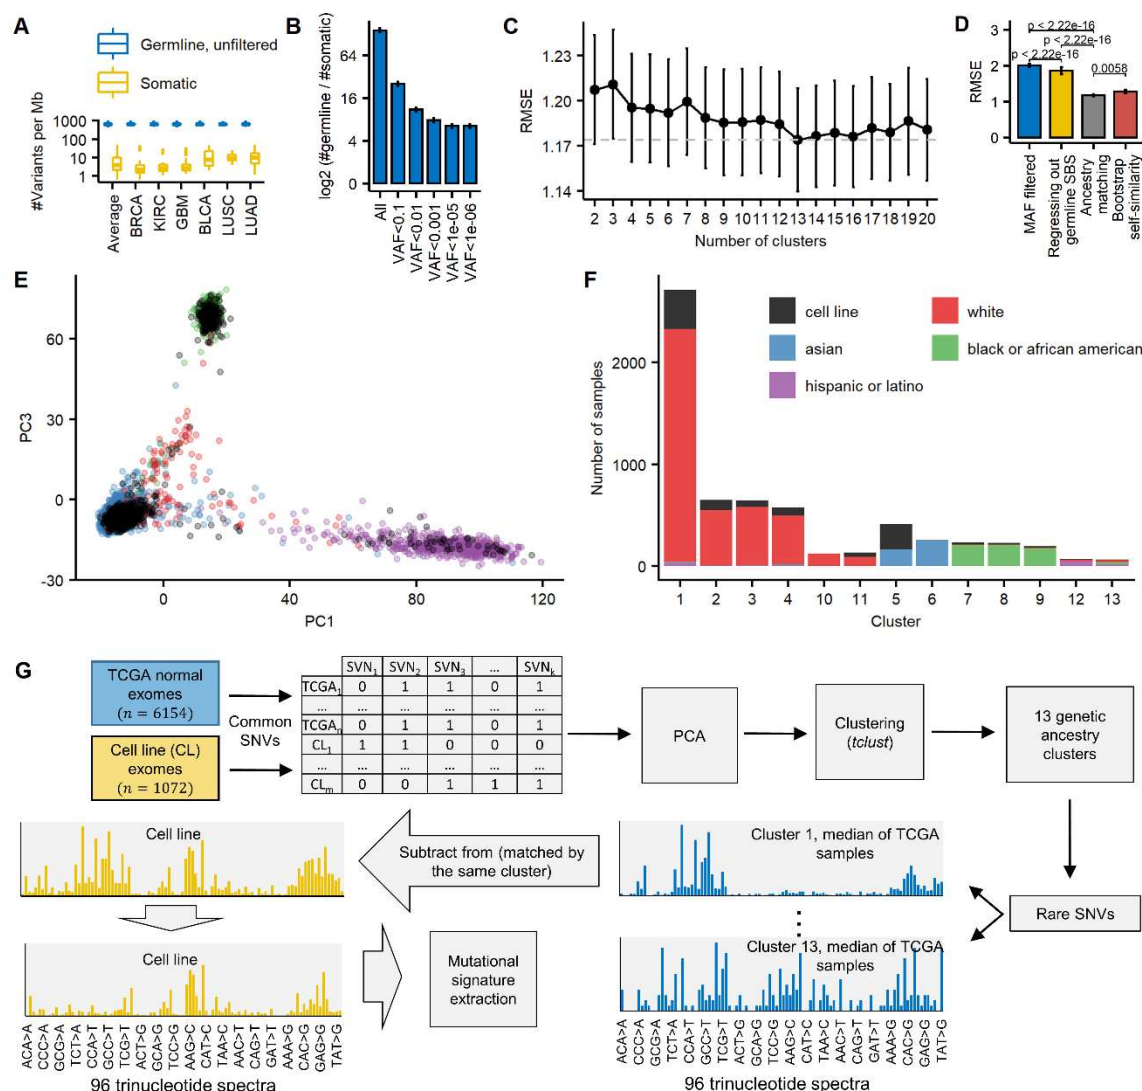 A
Germline, unfiltered
Somatic
#Variants per Mb
1000
100
10
1
Average
BRCA
KIRC
GBM
BLCA
LUSC
LUAD
B
log2 (#germline / #somatic)
64
16
4
0
All
VAF<0.1
VAF<0.01
VAF<0.001
VAF<1e-05
VAF<1e-06
C
RMSE
1.23
1.20
1.17
1.14
2 3 4 5 6 7 8 9 10 11 12 13 14 15 16 17 18 19 20
Number of clusters
D
RMSE
3
2
1
0
p < 2.22e-16
p < 2.22e-16
p < 2.22e-16
0.0058
MAF filtered
Regressing out
germline SBS
Ancestry
matching
Bootstrap
self-similarity
E
PC3
60
30
0
-30
0 40 80 120
PC1
F
cell line
white
asian
black or african american
hispanic or latino
Number of samples
2000
1000
0
1 2 3 4 10 11 5 6 7 8 9 12 13
Cluster
G
TCGA normal
exomes
(n = 6154)
Cell line (CL)
exomes
(n = 1072)
Common
SNVs
SVN1 SVN2 SVN3 ... SVNk
TCGA1 0 1 1 0 1
... ... ... ... ... ...
TCGAn 0 1 1 0 1
CL1 1 1 0 0 0
... ... ... ... ... ...
CLm 0 0 1 1 1
PCA
Clustering
(tclust)
13 genetic
ancestry
clusters
Rare SNVs
Cluster 1, median of TCGA
samples
Cluster 13, median of TCGA
samples
Subtract from (matched by
the same cluster)
Cell line
Cell line
Mutational
signature
extraction
ACA>A
CCC>A
GCG>A
TCT>A
CCA>T
GCC>T
TCG>T
ACT>G
GCA>G
TCC>G
AAG>C
CAT>C
TAA>C
AAC>T
CAG>T
GAT>T
AAA>G
CAC>G
GAG>G
TAT>G
96 trinucleotide spectra
ACA>A
CCC>A
GCG>A
TCT>A
CCA>T
GCC>T
TCG>T
ACT>G
GCA>G
TCC>G
AAG>C
CAT>C
TAA>C
AAC>T
CAG>T
GAT>T
AAA>G
CAC>G
GAG>G
TAT>G
96 trinucleotide spectra